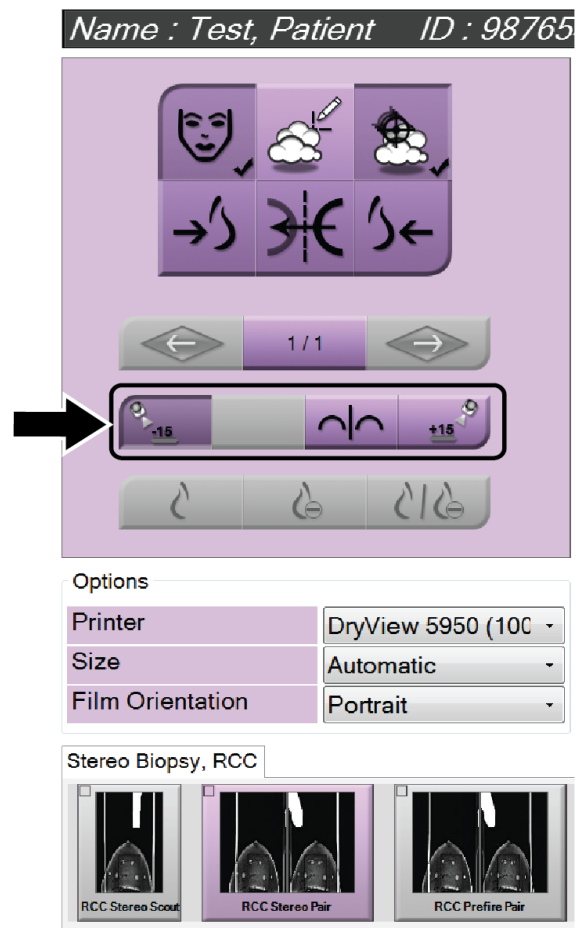 Name : Test, Patient ID : 98765
1 / 1
-15
+15
Options
Printer
DryView 5950 (100
Size
Automatic
Film Orientation
Portrait
Stereo Biopsy, RCC
RCC Stereo Scout
RCC Stereo Pair
RCC Prefire Pair